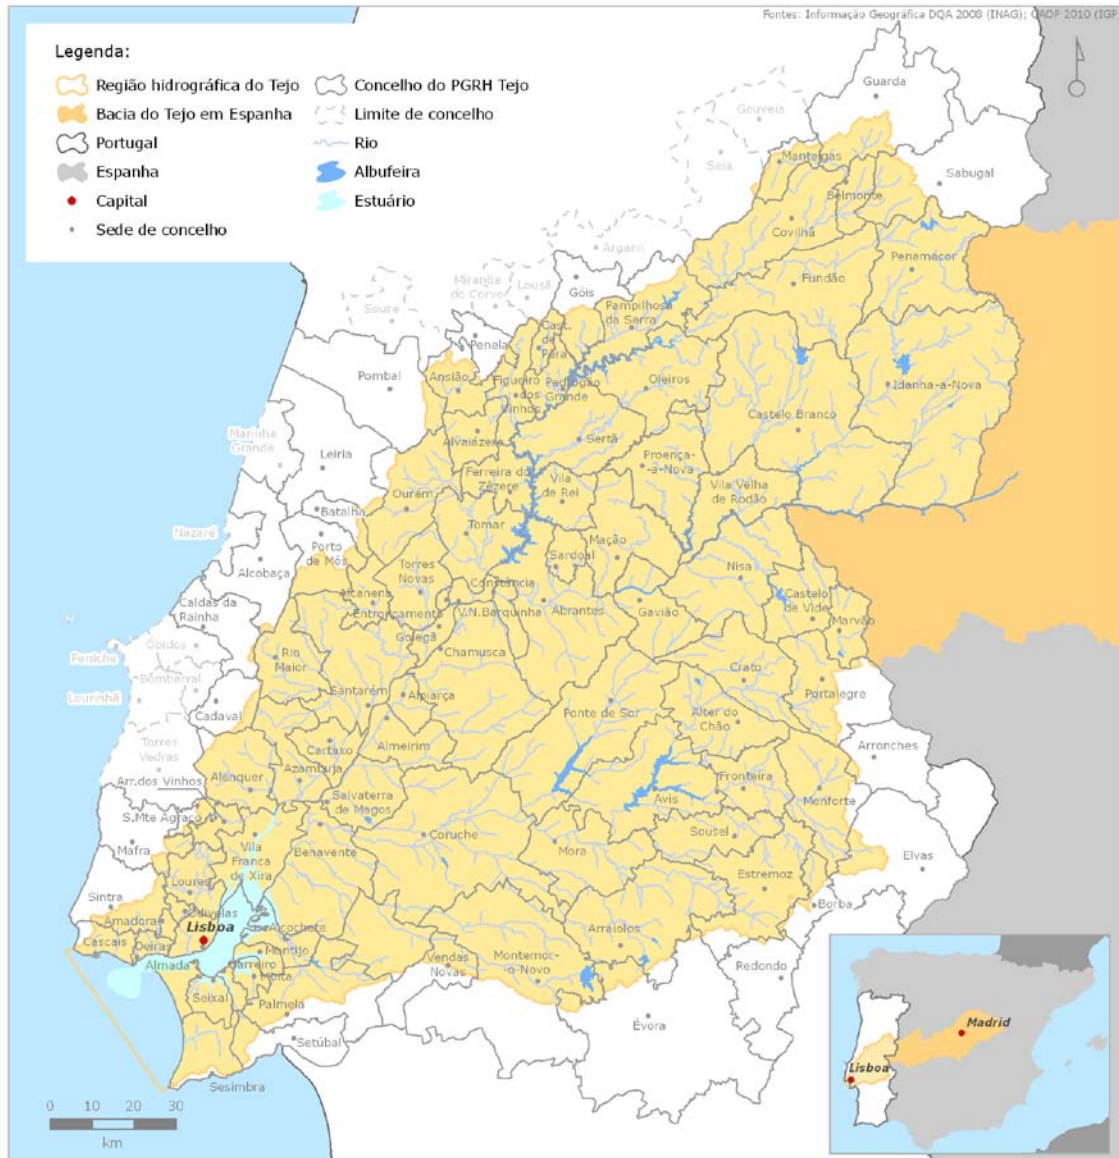 Fontes: Informação Geográfica DQA 2008 (INAG); CAOP 2010 (IGP
Legenda:
Região hidrográfica do Tejo
Bacia do Tejo em Espanha
Portugal
Espanha
Capital
Sede de concelho
Concelho do PGRH Tejo
Limite de concelho
Rio
Albufeira
Estuário
Guarda
Gouveia
Seia
Manteigas
Sabugal
Belmonte
Covilhã
Arganil
Penamacor
Fundão
Miranda
do Corvo
Lousã
Góis
Soure
Pampilhosa
da Serra
Cast.
de
Pêra
Penela
Pombal
Ansião
Figueiró
dos
Vinhos
Pedrogão
Grande
Oleiros
Idanha-a-Nova
Castelo Branco
Alvaiázere
Sertã
Marinha
Grande
Leiria
Proença-
-a-Nova
Ferreira do
Zêzere
Vila
de Rei
Vila Velha
de Rodão
Ourém
Batalha
Tomar
Nazaré
Porto
de Mós
Mação
Sardoal
Alcobaça
Torres
Novas
Nisa
Constância
Alcanena
Castelo
de Vide
Caldas da
Rainha
Entroncamento
V.N.Barquinha
Abrantes
Gavião
Golegã
Marvão
Óbidos
Peniche
Chamusca
Rio
Maior
Crato
Bombarral
Lourinhã
Santarém
Alpiarça
Portalegre
Cadaval
Ponte de Sor
Alter do
Chão
Torres
Vedras
Almeirim
Cartaxo
Arronches
Arr.dos Vinhos
Alenquer
Azambuja
Fronteira
Salvaterra
de Magos
Avis
Monforte
S.Mte Agraço
Vila
Franca
de Xira
Coruche
Sousel
Mafra
Benavente
Mora
Elvas
Loures
Estremoz
Sintra
Odivelas
Borba
Amadora
Lisboa
Alcochete
Arraiolos
Cascais
Oeiras
Montijo
Vendas
Novas
Montemor-
-o-Novo
Almada
Barreiro
Moita
Redondo
Seixal
Palmela
Évora
Setúbal
Sesimbra
Madrid
Lisboa
0 10 20 30
km